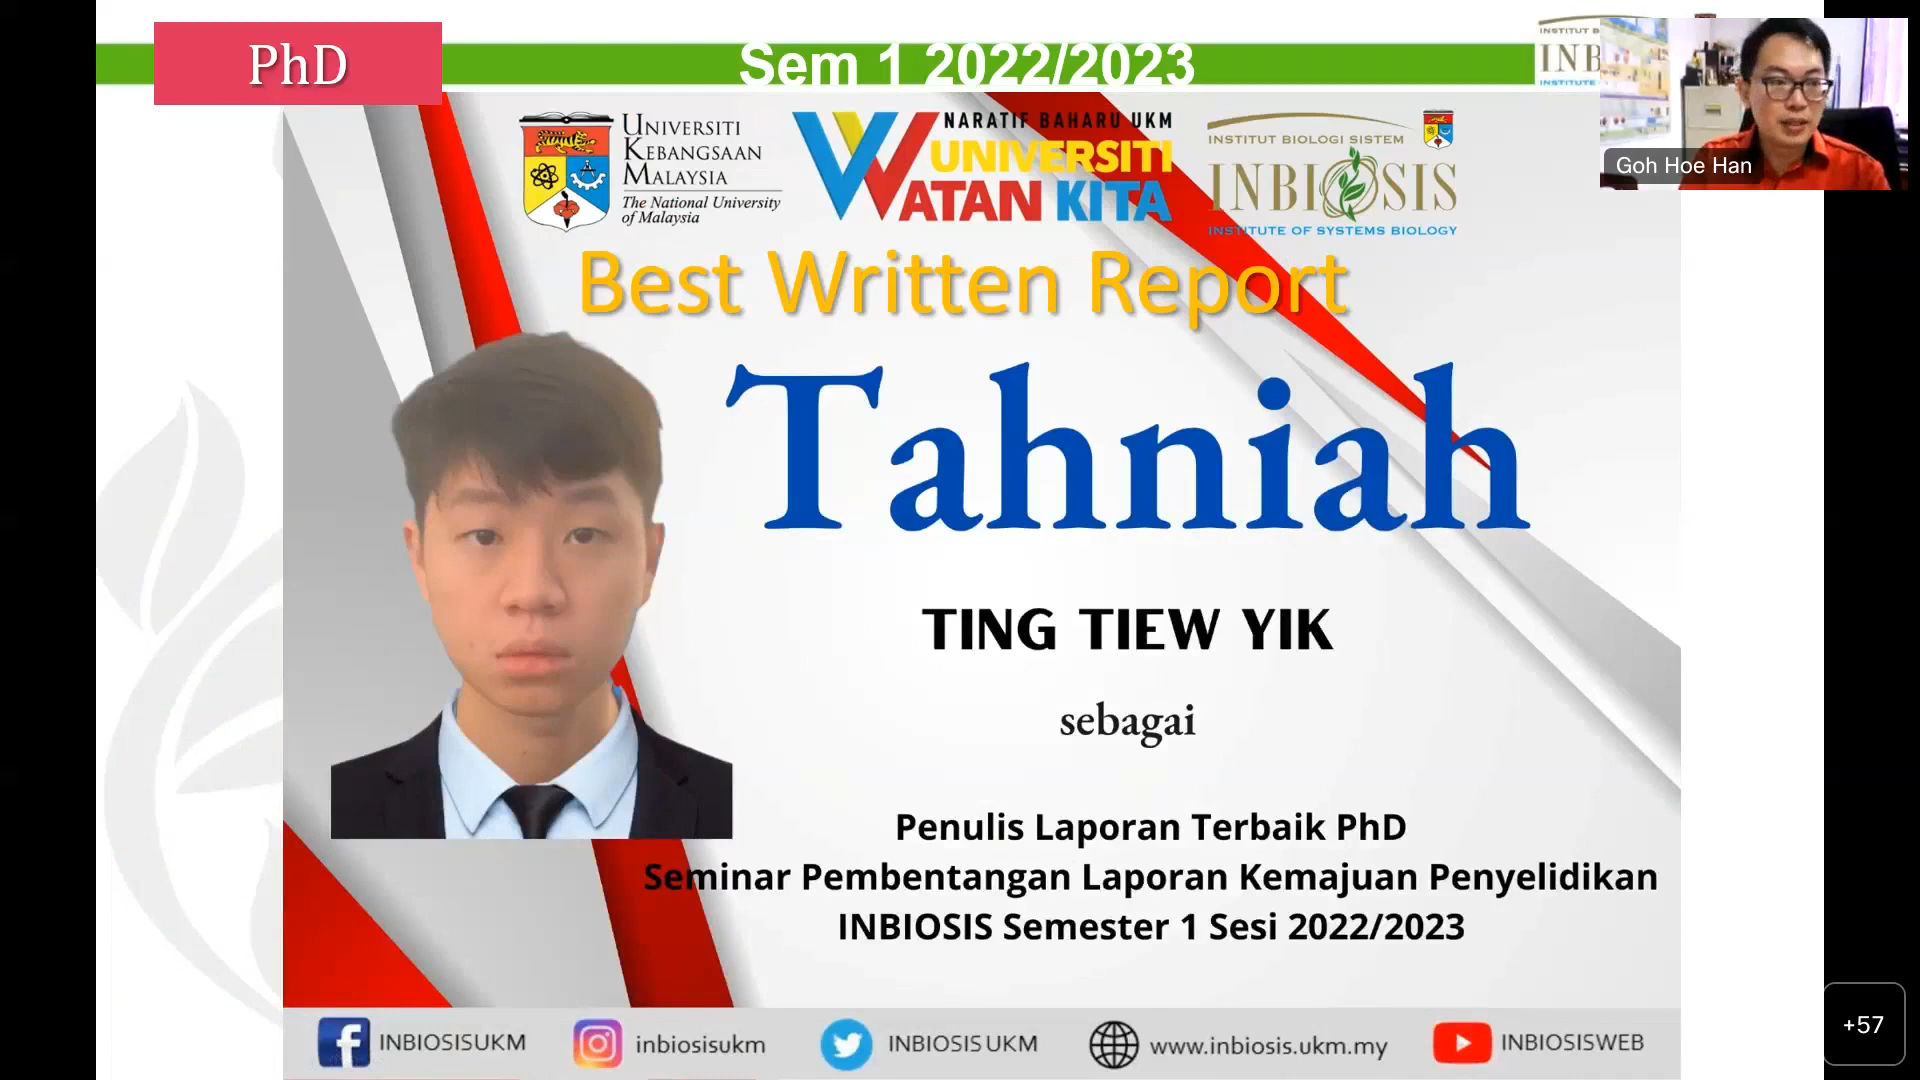 PhD
Sem 1 2022/2023
INSTITUT B
INB
INSTITUTE
Goh Hoe Han
UNIVERSITI
KEBANGSAAN
MALAYSIA
The National University
of Malaysia
NARATIF BAHARU UKM
UNIVERSITI
WATAN KITA
INSTITUT BIOLOGI SISTEM
INBIOSIS
INSTITUTE OF SYSTEMS BIOLOGY
Best Written Report
Tahniah
TING TIEW YIK
sebagai
Penulis Laporan Terbaik PhD
Seminar Pembentangan Laporan Kemajuan Penyelidikan
INBIOSIS Semester 1 Sesi 2022/2023
INBIOSISUKM
inbiosisukm
INBIOSISUKM
www.inbiosis.ukm.my
INBIOSISWEB
+57